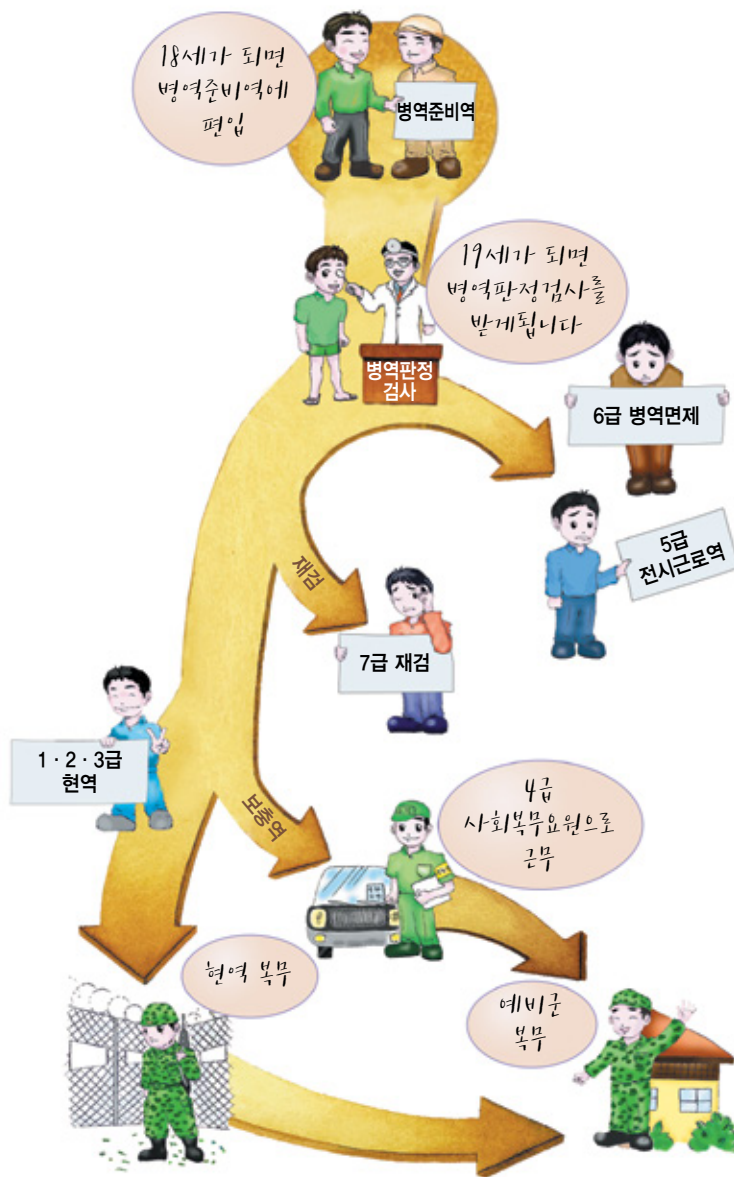 18세가 되면
병역준비역에
편입
병역준비역
19세가 되면
병역판정검사를
받게됩니다
병역판정
검사
6급 병역면제
5급
전시근로역
재검
7급 재검
1 · 2 · 3급
현역
보충역
4급
사회복무요원으로
근무
현역 복무
예비군
복무